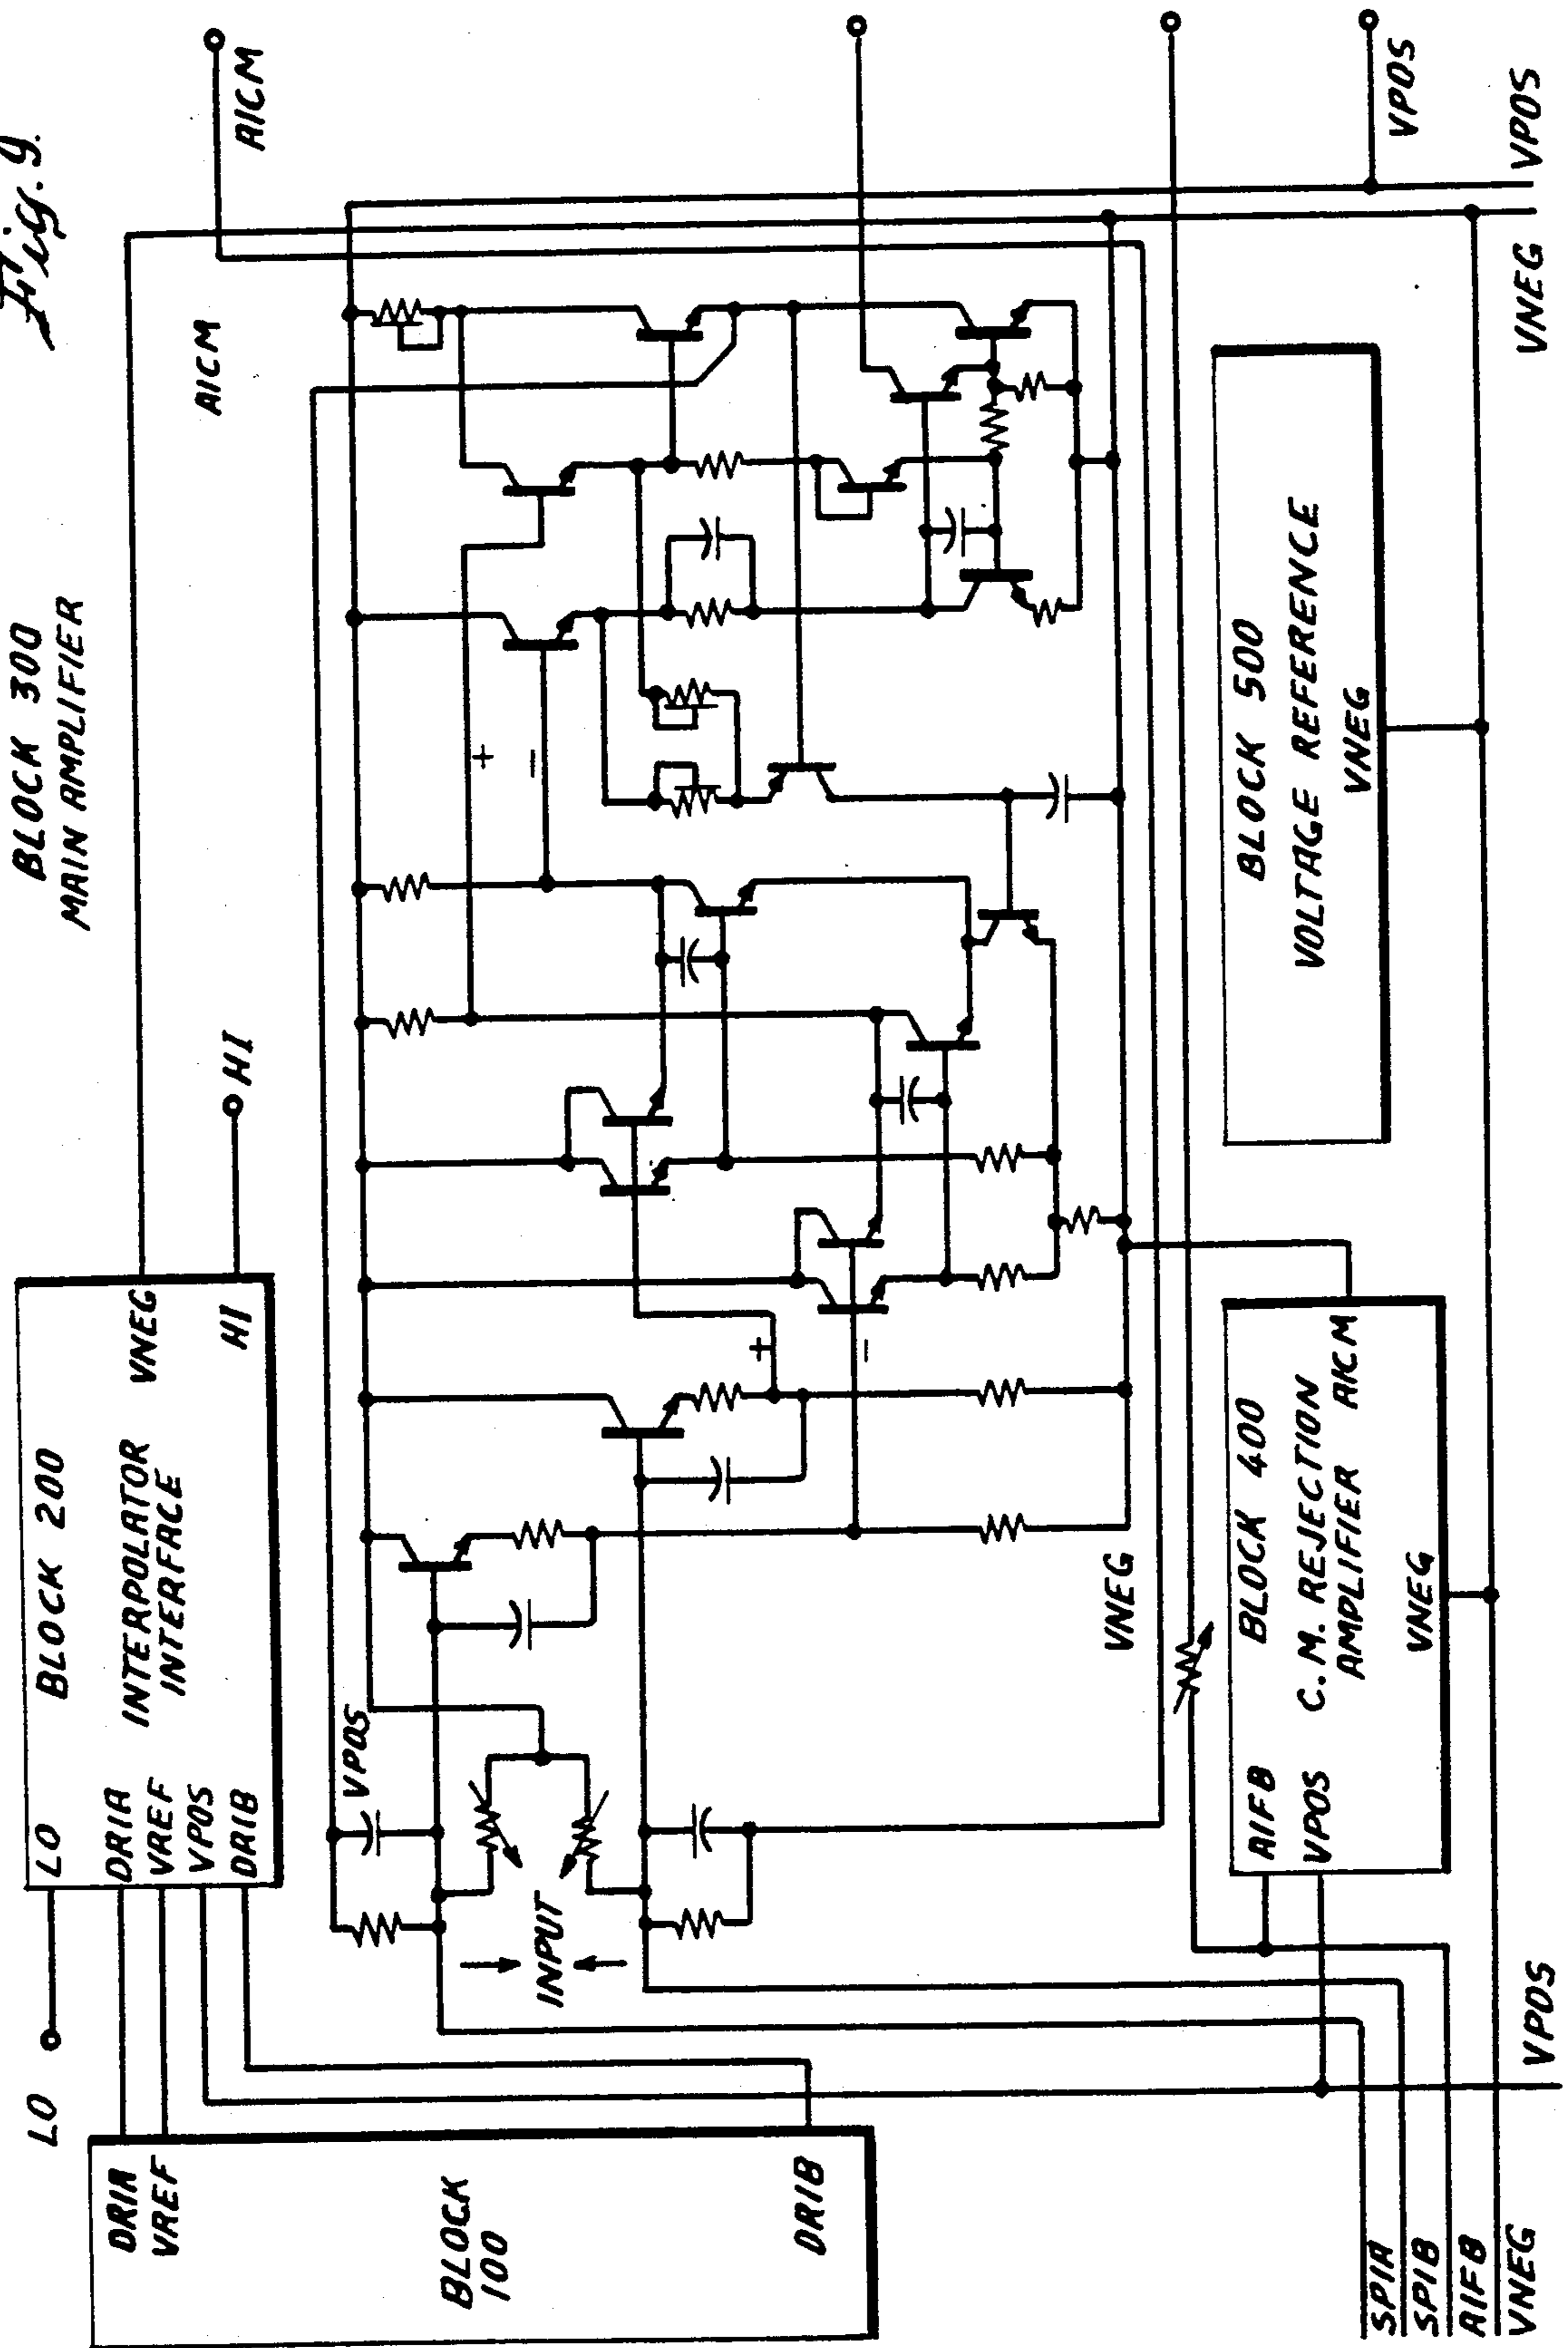 Fig. 9.
BLOCK 300
MAIN AMPLIFIER
AICM
AICM
LO
LO
BLOCK 200
INTERPOLATOR
INTERFACE
DRIA
VREF
VPOS
DRIB
VNEG
HI
HI
DRIA
VREF
BLOCK
100
DRIB
VPOS
INPUT
+
−
+
−
VNEG
AIFB
BLOCK 400
VPOS
C.M. REJECTION
AMPLIFIER
AICM
VNEG
BLOCK 500
VOLTAGE REFERENCE
VNEG
VPOS
VPOS
VNEG
VPOS
SPIA
SPIB
AIFB
VNEG